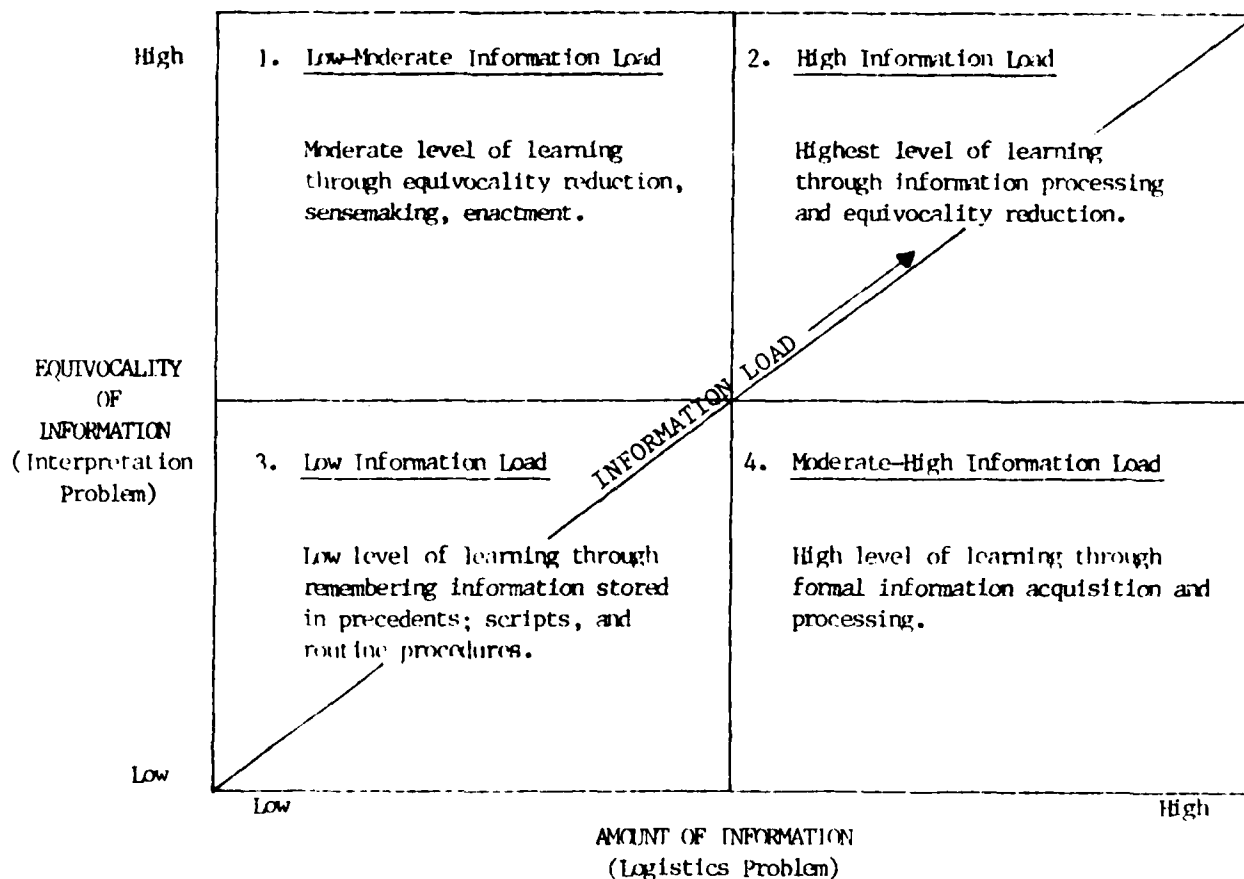 High
1. Low-Moderate Information Load
Moderate level of learning
through equivocality reduction,
sensemaking, enactment.
2. High Information Load
Highest level of learning
through information processing
and equivocality reduction.
EQUIVOCALITY
OF
INFORMATION
(Interpretation
Problem)
INFORMATION LOAD
3. Low Information Load
Low level of learning through
remembering information stored
in precedents; scripts, and
routine procedures.
4. Moderate-High Information Load
High level of learning through
formal information acquisition and
processing.
Low
Low
High
AMOUNT OF INFORMATION
(Logistics Problem)